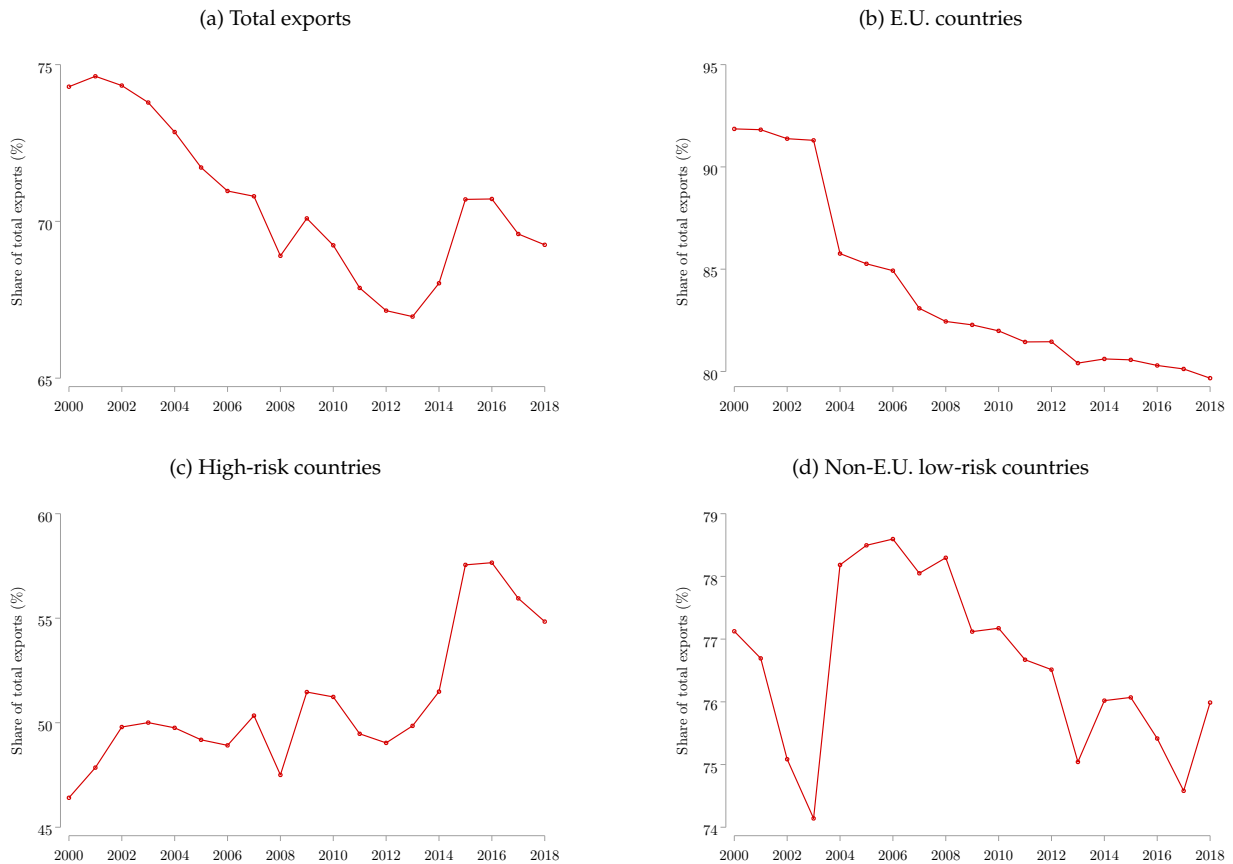 (a) Total exports
Share of total exports (%)
75
70
65
2000 2002 2004 2006 2008 2010 2012 2014 2016 2018
(b) E.U. countries
Share of total exports (%)
95
90
85
80
2000 2002 2004 2006 2008 2010 2012 2014 2016 2018
(c) High-risk countries
Share of total exports (%)
60
55
50
45
2000 2002 2004 2006 2008 2010 2012 2014 2016 2018
(d) Non-E.U. low-risk countries
Share of total exports (%)
79
78
77
76
75
74
2000 2002 2004 2006 2008 2010 2012 2014 2016 2018